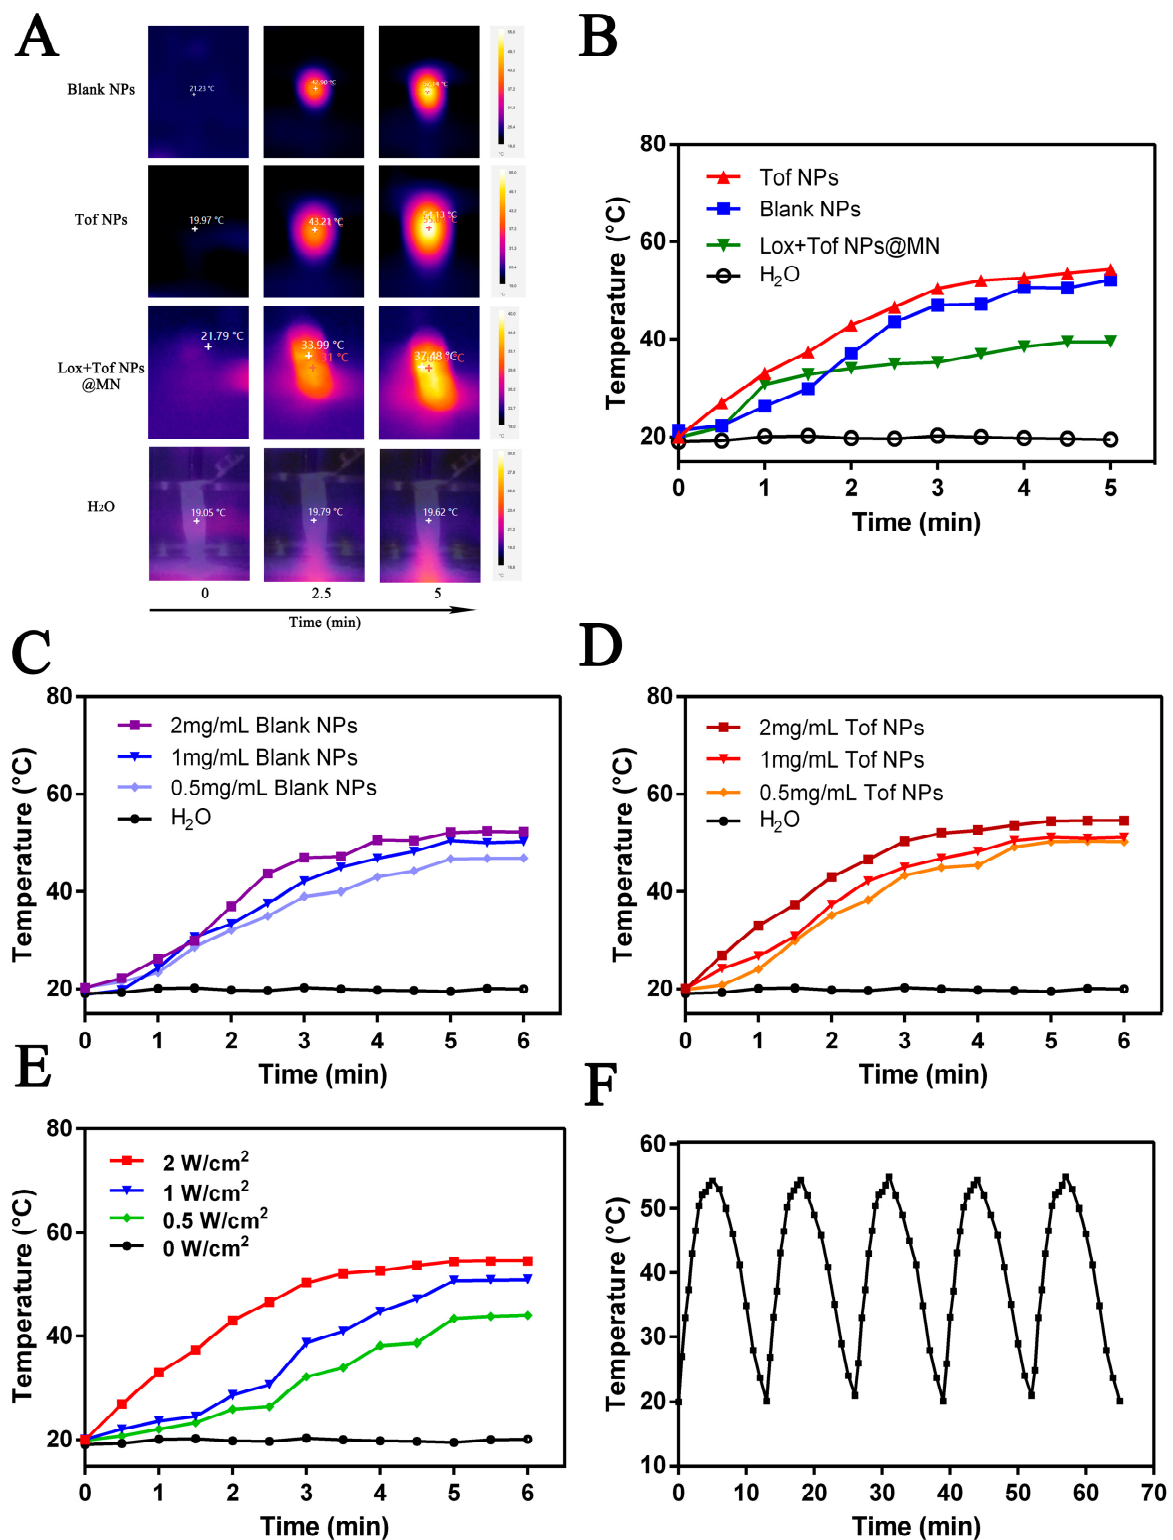 A
Blank NPs
21.23 °C
42.90 °C
Tof NPs
19.97 °C
43.21 °C
54.13 °C
Lox+Tof NPs
@MN
21.79 °C
33.99 °C
37.48 °C
H₂O
19.05 °C
19.79 °C
19.62 °C
0 2.5 5
Time (min)
B
Temperature (°C)
80
60
40
20
Tof NPs
Blank NPs
Lox+Tof NPs@MN
H₂O
0 1 2 3 4 5
Time (min)
C
Temperature (°C)
80
60
40
20
2mg/mL Blank NPs
1mg/mL Blank NPs
0.5mg/mL Blank NPs
H₂O
0 1 2 3 4 5 6
Time (min)
D
Temperature (°C)
80
60
40
20
2mg/mL Tof NPs
1mg/mL Tof NPs
0.5mg/mL Tof NPs
H₂O
0 1 2 3 4 5 6
Time (min)
E
Temperature (°C)
80
60
40
20
2 W/cm²
1 W/cm²
0.5 W/cm²
0 W/cm²
0 1 2 3 4 5 6
Time (min)
F
Temperature (°C)
60
50
40
30
20
10
0 10 20 30 40 50 60 70
Time (min)